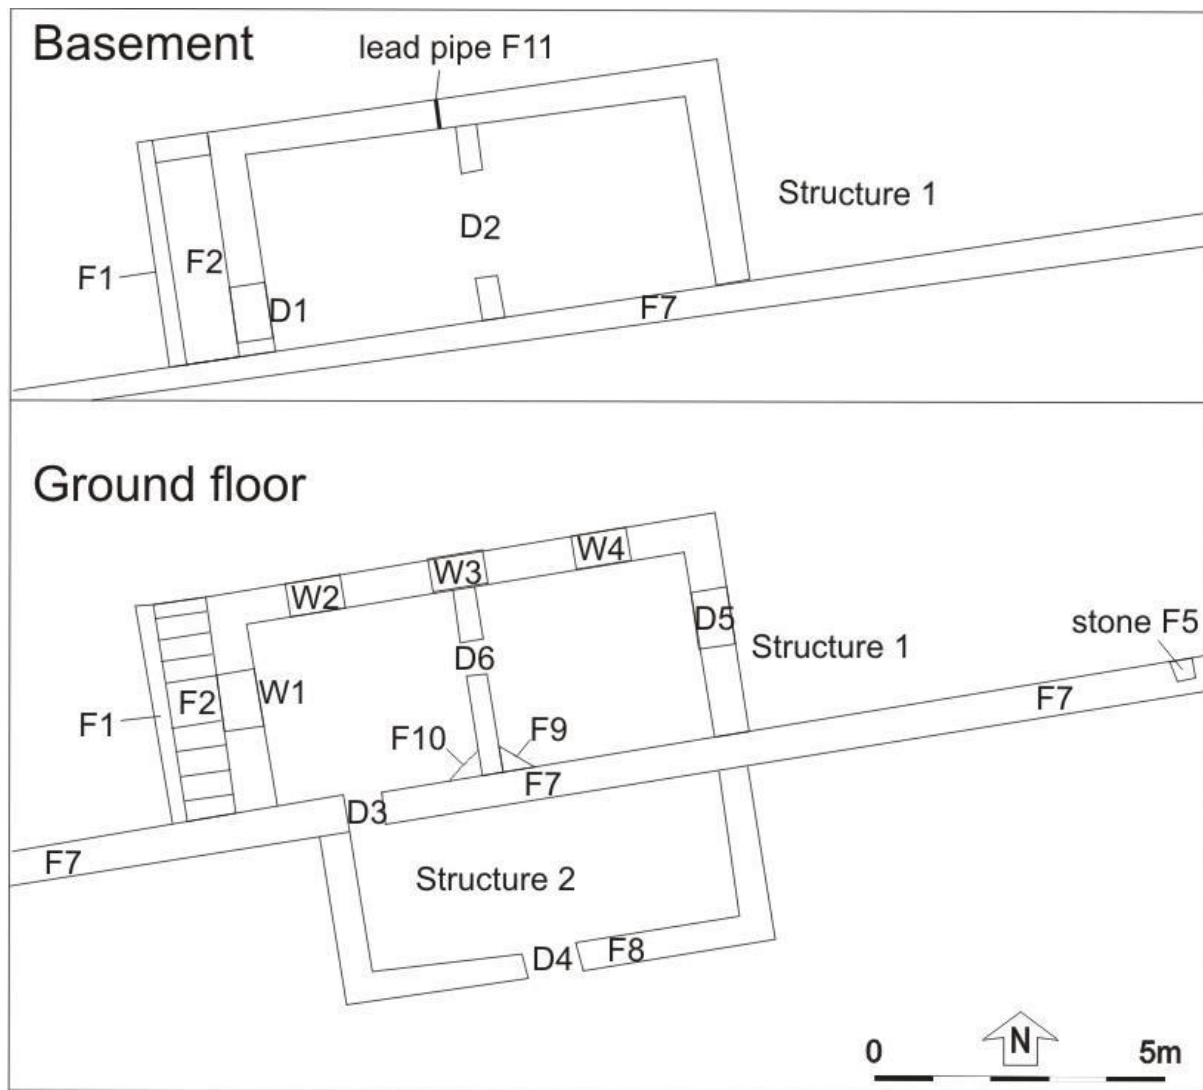 Basement
lead pipe F11
Structure 1
D2
F2
F1
D1
F7
Ground floor
W4
W3
W2
D5
stone F5
Structure 1
D6
F1
F2
W1
F7
F10
F9
F7
D3
F7
Structure 2
D4
F8
N
0
5m